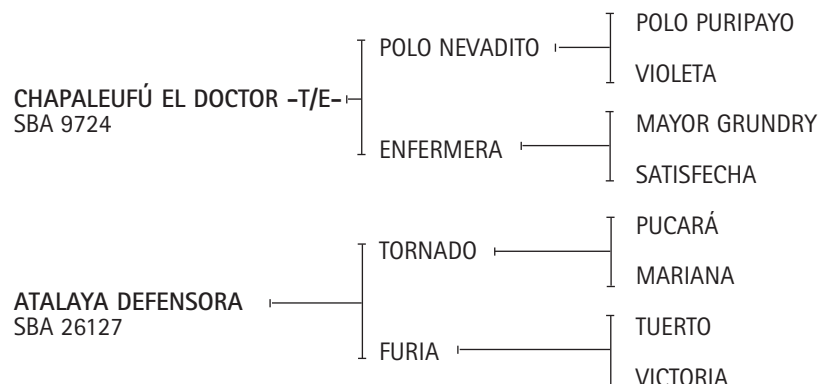 POLO PURIPAYO
POLO NEVADITO
VIOLETA
CHAPALEUFÚ EL DOCTOR -T/E-
SBA 9724
MAYOR GRUNDRY
ENFERMERA
SATISFECHA
PUCARÁ
TORNADO
MARIANA
ATALAYA DEFENSORA
SBA 26127
TUERTO
FURIA
VICTORIA